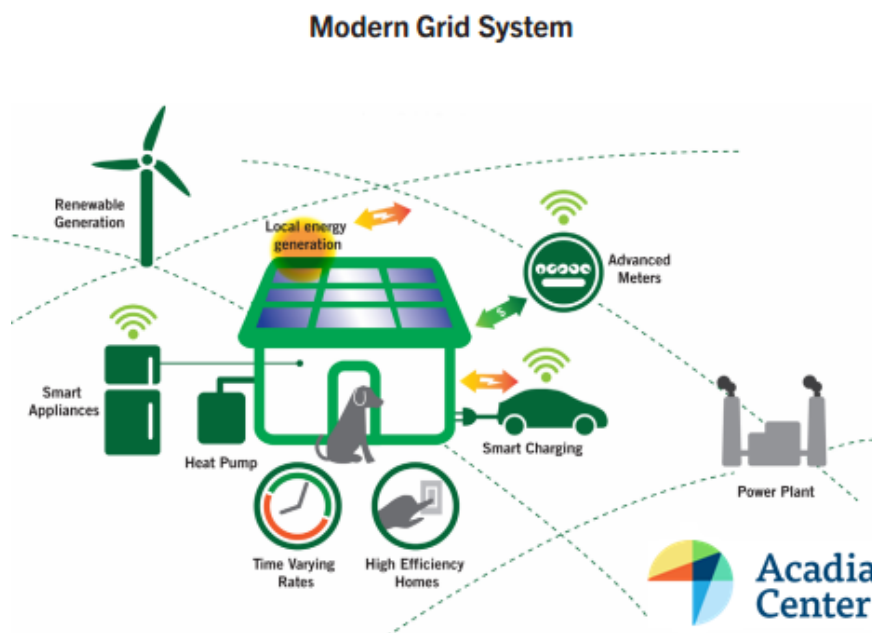 Modern Grid System
Renewable
Generation
Local energy
generation
Advanced
Meters
$
Smart
Appliances
Heat Pump
Smart Charging
Power Plant
Time Varying
Rates
High Efficiency
Homes
Acadia
Center